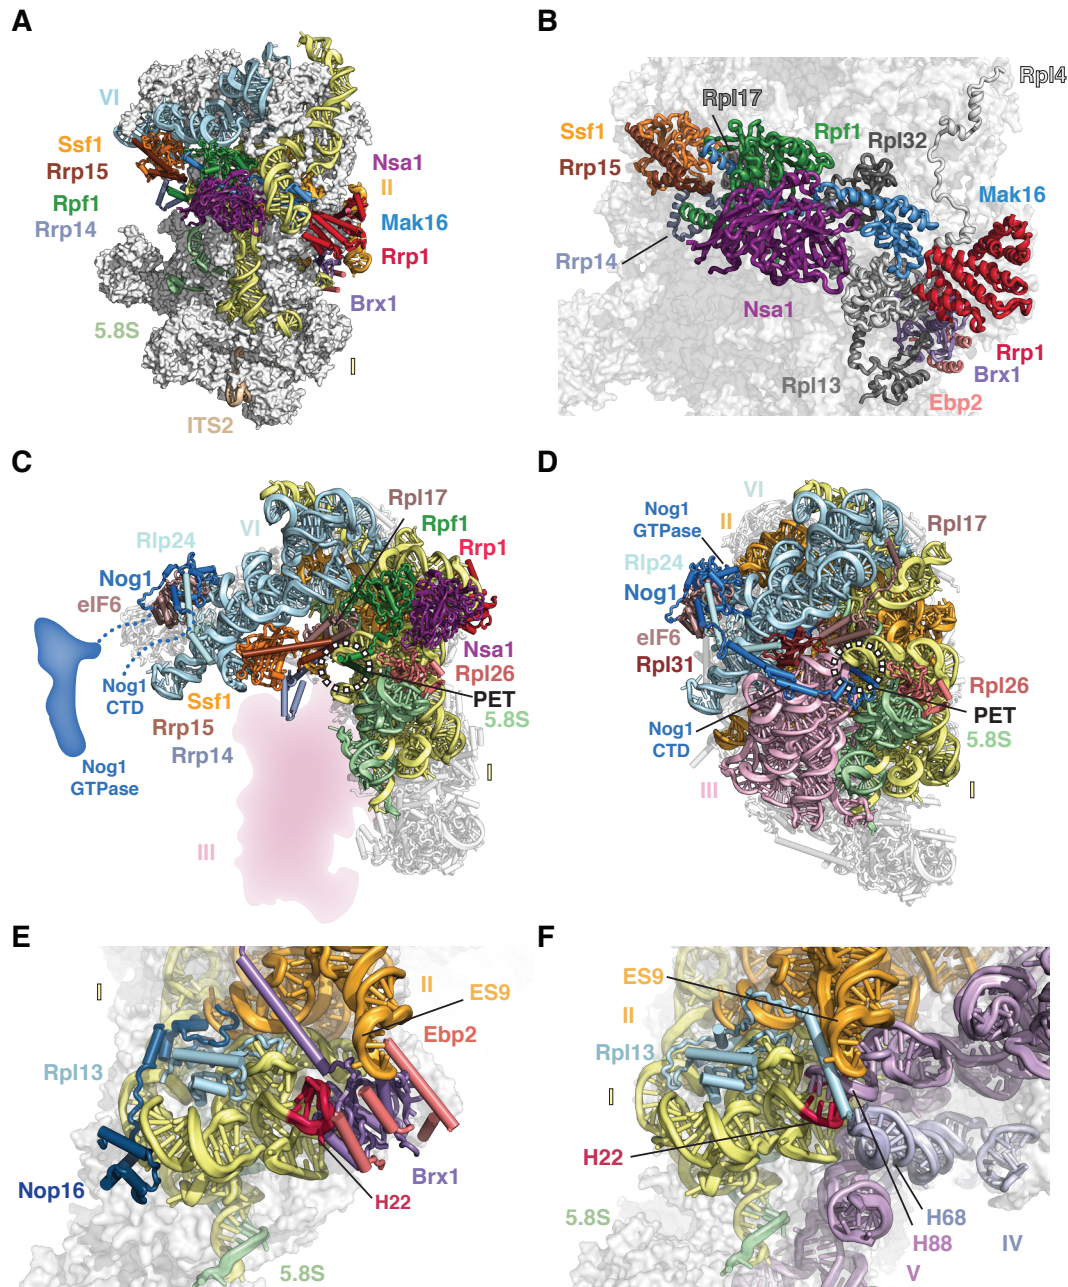 A
VI
Ssf1
Rrp15
Rpf1
Rrp14
5.8S
ITS2
Nsa1
II
Mak16
Rrp1
Brx1
I
B
Rpl4
Rpl17
Ssf1
Rpf1
Rpl32
Rrp15
Mak16
Rrp14
Nsa1
Rrp1
Rpl13
Brx1
Ebp2
C
Rpl17
VI
Rpf1
Rlp24
Rrp1
Nog1
eIF6
Nsa1
Rpl26
Nog1
CTD
Ssf1
PET
Rrp15
5.8S
Rrp14
Nog1
GTPase
I
III
D
VI
Nog1
GTPase
II
Rpl17
Rlp24
Nog1
eIF6
Rpl31
Rpl26
PET
Nog1
CTD
5.8S
III
I
E
I
II
ES9
Ebp2
Rpl13
Nop16
Brx1
H22
5.8S
F
ES9
II
Rpl13
I
H22
5.8S
H68
H88
IV
V